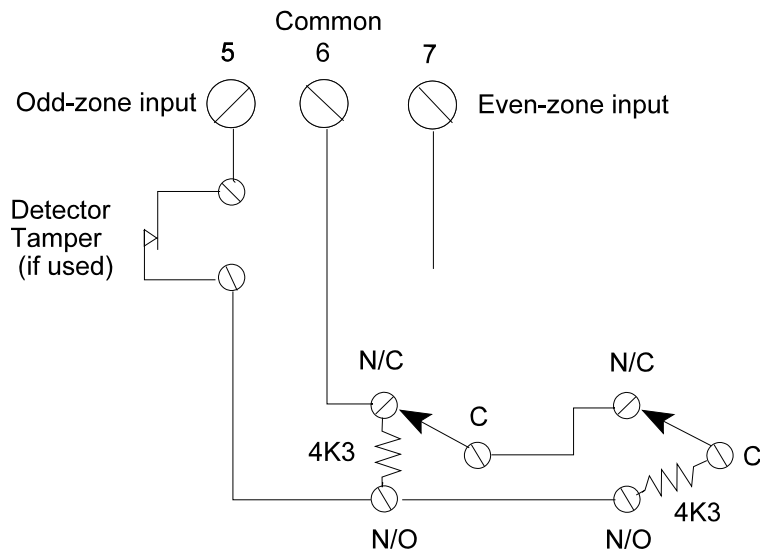 Common
5 6 7
Odd-zone input
Even-zone input
Detector
Tamper
(if used)
N/C
N/C
C
C
4K3
4K3
N/O
N/O